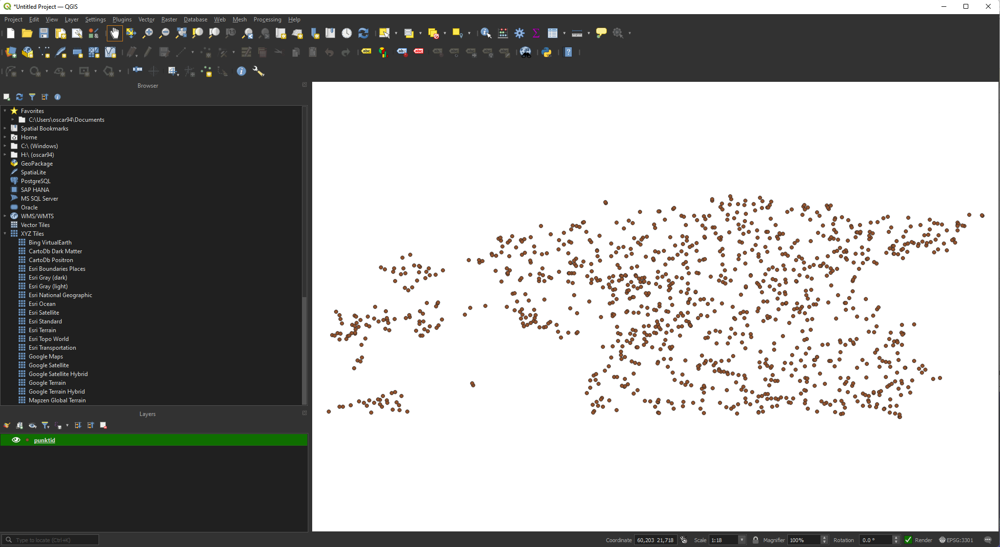 *Untitled Project — QGIS
Project Edit View Layer Settings Plugins Vector Raster Database Web Mesh Processing Help
Browser
Favorites
C:\Users\oscar94\Documents
Spatial Bookmarks
Home
C:\ (Windows)
H:\ (oscar94)
GeoPackage
SpatiaLite
PostgreSQL
SAP HANA
MS SQL Server
Oracle
WMS/WMTS
Vector Tiles
XYZ Tiles
Bing VirtualEarth
CartoDb Dark Matter
CartoDb Positron
Esri Boundaries Places
Esri Gray (dark)
Esri Gray (light)
Esri National Geographic
Esri Ocean
Esri Satellite
Esri Standard
Esri Terrain
Esri Topo World
Esri Transportation
Google Maps
Google Satellite
Google Satellite Hybrid
Google Terrain
Google Terrain Hybrid
Mapzen Global Terrain
Layers
punktid
Type to locate (Ctrl+K)
Coordinate 60,203 21,718 Scale 1:18 Magnifier 100% Rotation 0.0 ° Render EPSG:3301